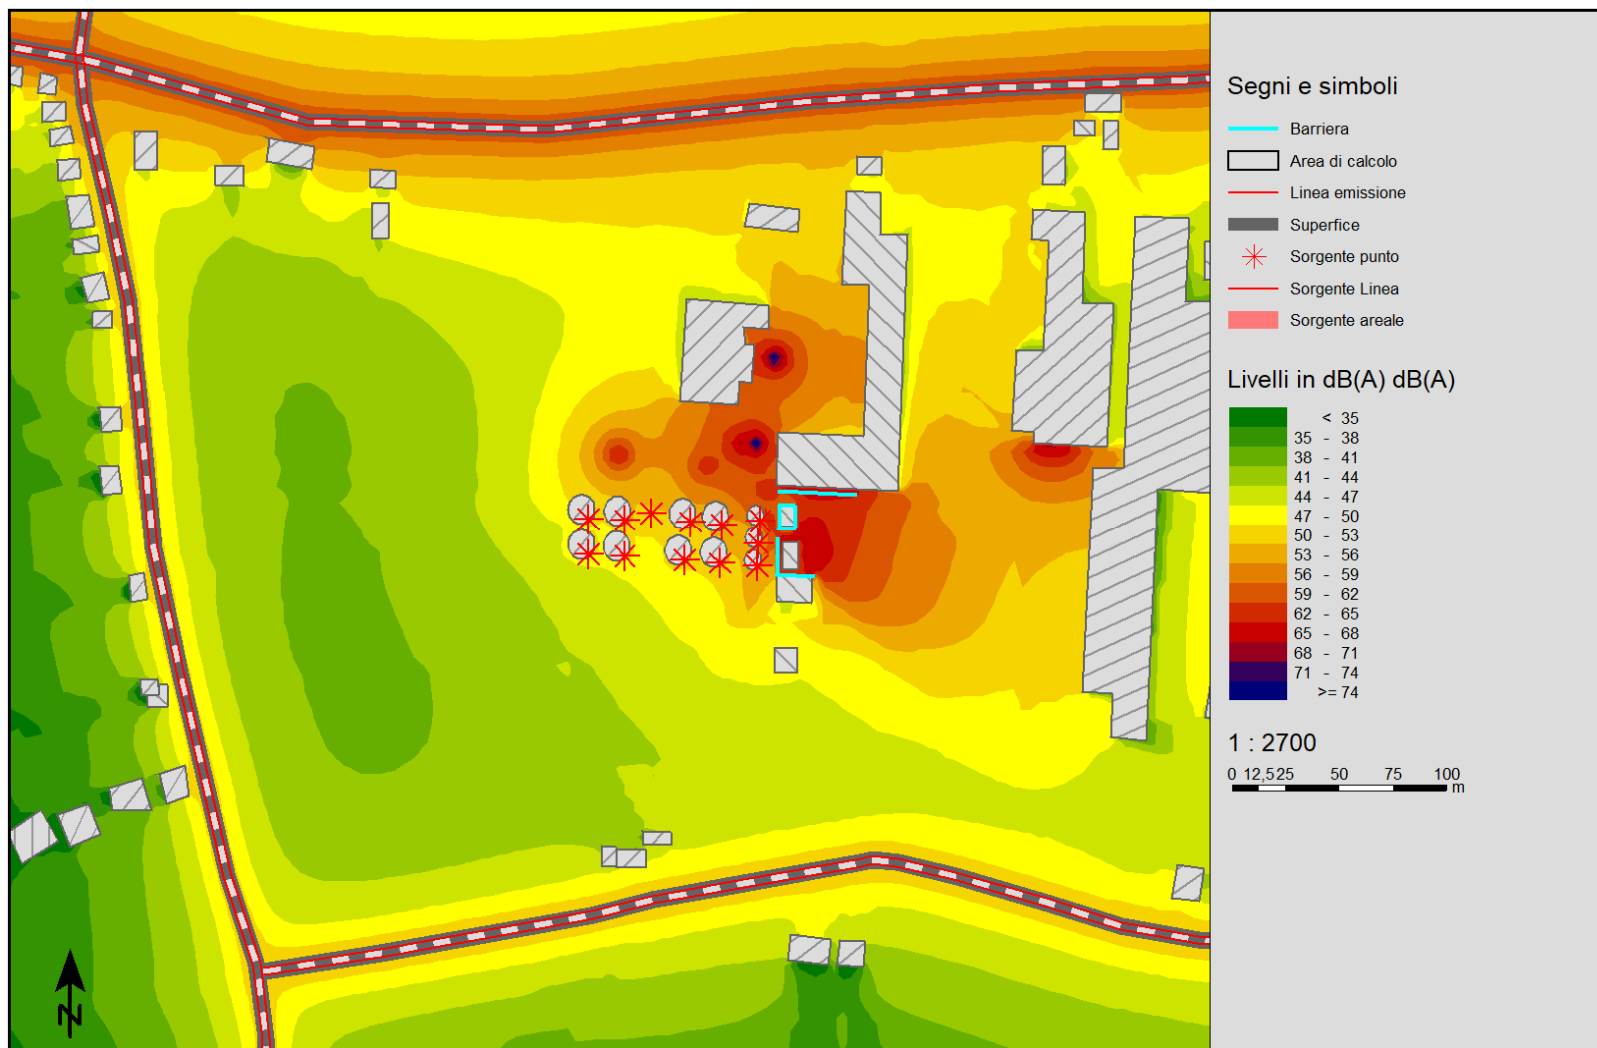 Segni e simboli
Barriera
Area di calcolo
Linea emissione
Superfice
Sorgente punto
Sorgente Linea
Sorgente areale
Livelli in dB(A) dB(A)
< 35
35 - 38
38 - 41
41 - 44
44 - 47
47 - 50
50 - 53
53 - 56
56 - 59
59 - 62
62 - 65
65 - 68
68 - 71
71 - 74
>= 74
1 : 2700
0 12,525 50 75 100
m
N